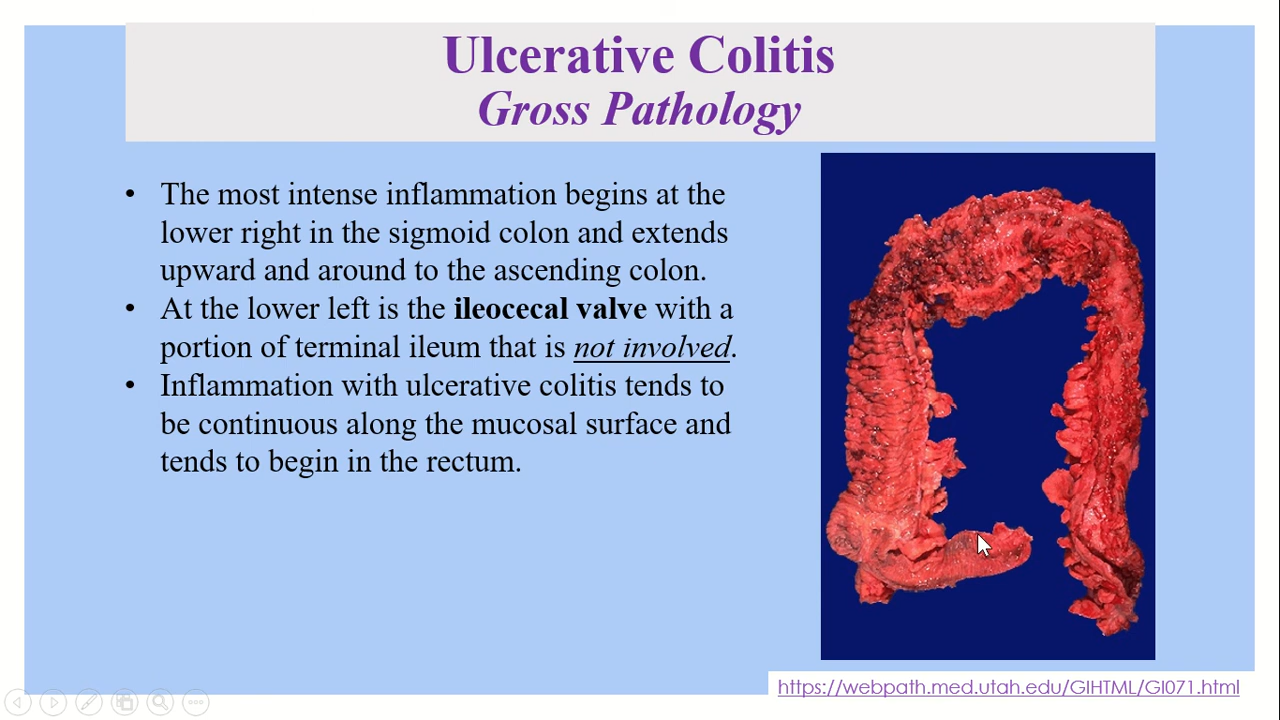 Ulcerative Colitis
Gross Pathology
• The most intense inflammation begins at the
lower right in the sigmoid colon and extends
upward and around to the ascending colon.
• At the lower left is the ileocecal valve with a
portion of terminal ileum that is not involved.
• Inflammation with ulcerative colitis tends to
be continuous along the mucosal surface and
tends to begin in the rectum.
https://webpath.med.utah.edu/GIHTML/GI071.html